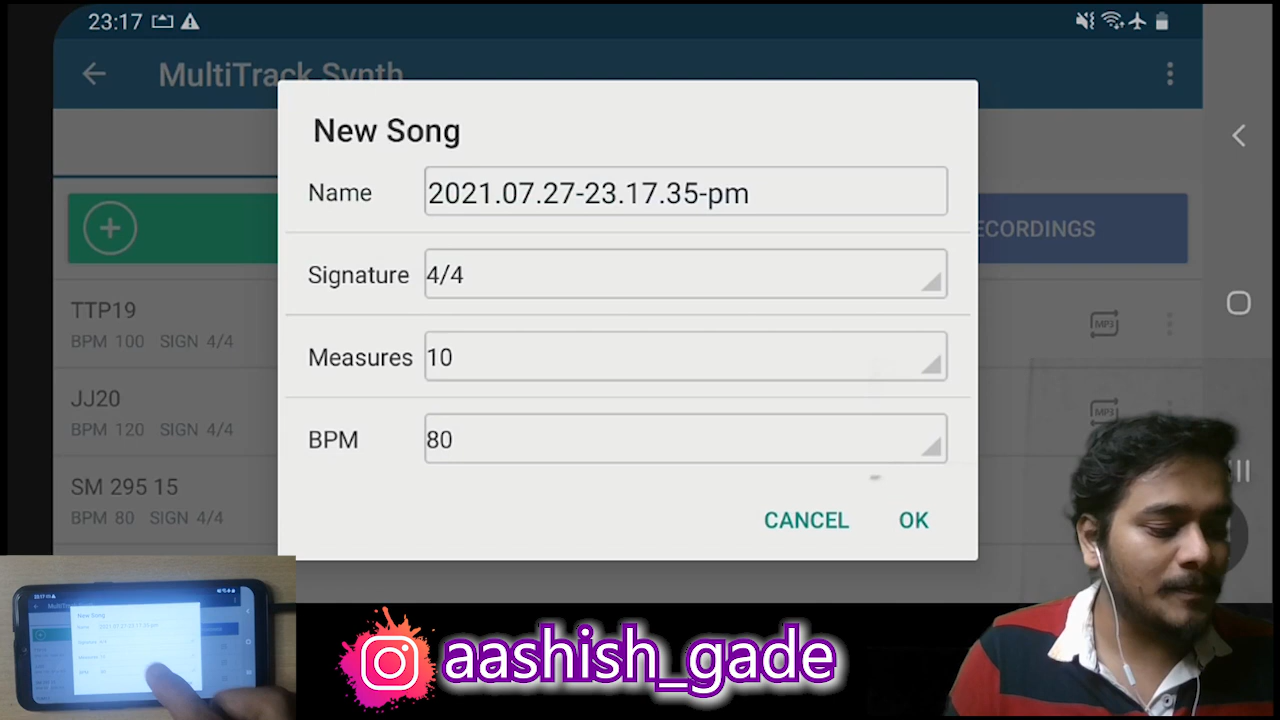 23:17
MultiTrack Synth
New Song
Name 2021.07.27-23.17.35-pm
Signature 4/4
Measures 10
BPM 80
CANCEL OK
ECORDINGS
TTP19
BPM 100 SIGN 4/4
MP3
JJ20
BPM 120 SIGN 4/4
MP3
SM 295 15
BPM 80 SIGN 4/4
aashish_gade